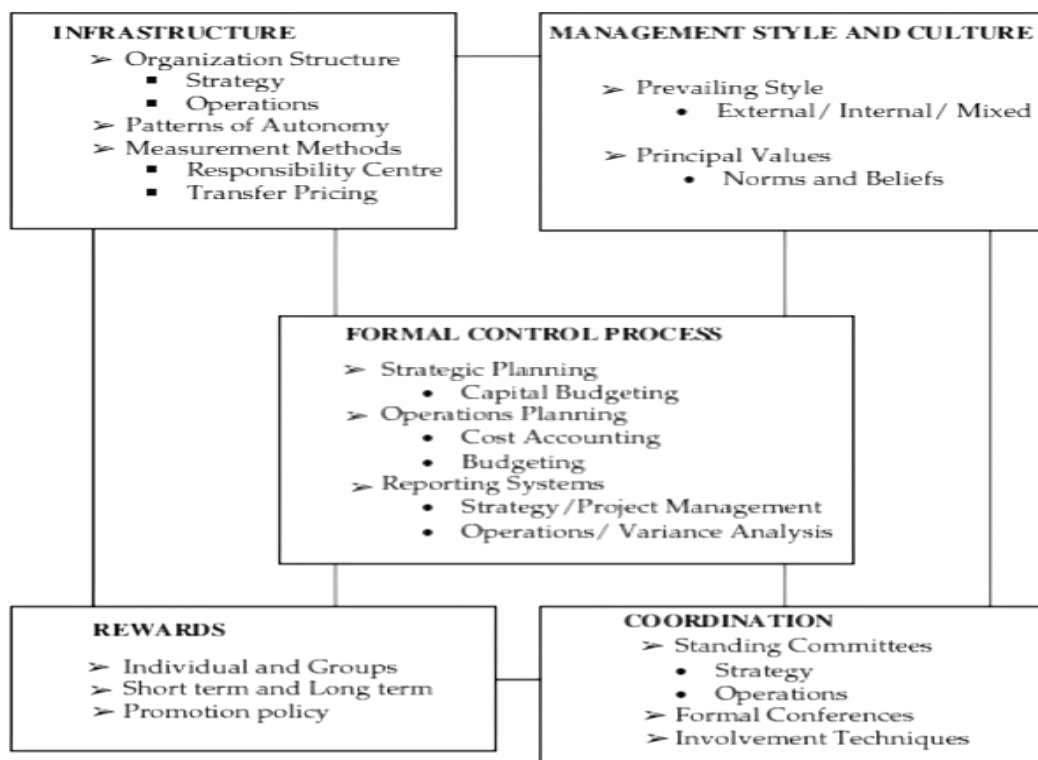 INFRASTRUCTURE
➢ Organization Structure
▪ Strategy
▪ Operations
➢ Patterns of Autonomy
➢ Measurement Methods
▪ Responsibility Centre
▪ Transfer Pricing
MANAGEMENT STYLE AND CULTURE
➢ Prevailing Style
• External/ Internal/ Mixed
➢ Principal Values
• Norms and Beliefs
FORMAL CONTROL PROCESS
➢ Strategic Planning
• Capital Budgeting
➢ Operations Planning
• Cost Accounting
• Budgeting
➢ Reporting Systems
• Strategy/Project Management
• Operations/ Variance Analysis
REWARDS
➢ Individual and Groups
➢ Short term and Long term
➢ Promotion policy
COORDINATION
➢ Standing Committees
• Strategy
• Operations
➢ Formal Conferences
➢ Involvement Techniques